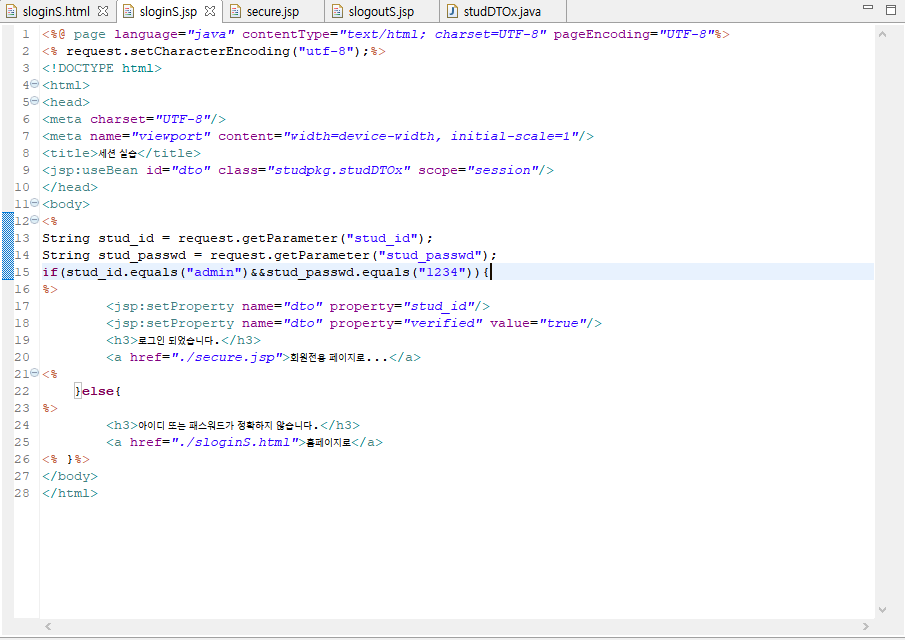 sloginS.html sloginS.jsp secure.jsp slogoutS.jsp studDTOx.java
1 <%@ page language="java" contentType="text/html; charset=UTF-8" pageEncoding="UTF-8"%>
2 <% request.setCharacterEncoding("utf-8");%>
3 <!DOCTYPE html>
4 <html>
5 <head>
6 <meta charset="UTF-8"/>
7 <meta name="viewport" content="width=device-width, initial-scale=1"/>
8 <title>세션 실습</title>
9 <jsp:useBean id="dto" class="studpkg.studDTOx" scope="session"/>
10 </head>
11 <body>
12 <%
13 String stud_id = request.getParameter("stud_id");
14 String stud_passwd = request.getParameter("stud_passwd");
15 if(stud_id.equals("admin")&&stud_passwd.equals("1234")){
16 %>
17 <jsp:setProperty name="dto" property="stud_id"/>
18 <jsp:setProperty name="dto" property="verified" value="true"/>
19 <h3>로그인 되었습니다.</h3>
20 <a href="./secure.jsp">회원전용 페이지로...</a>
21 <%
22 }else{
23 %>
24 <h3>아이디 또는 패스워드가 정확하지 않습니다.</h3>
25 <a href="./sloginS.html">홈페이지로</a>
26 <% }%>
27 </body>
28 </html>